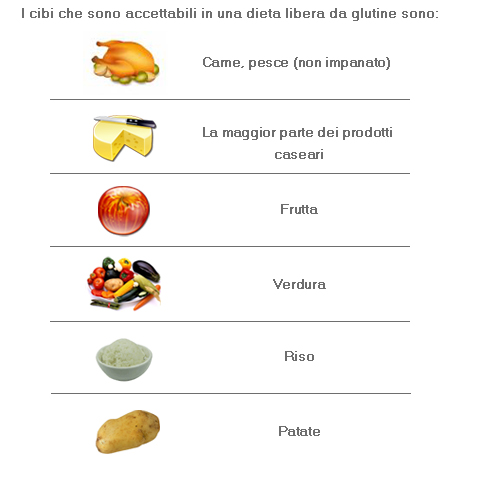 I cibi che sono accettabili in una dieta libera da glutine sono:
Carne, pesce (non impanato)
La maggior parte dei prodotti
caseari
Frutta
Verdura
Riso
Patate